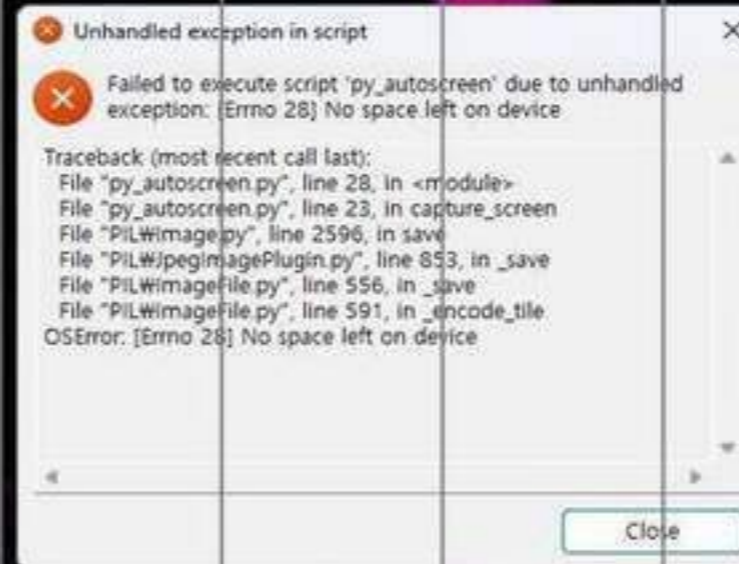 Unhandled exception in script
Failed to execute script 'py_autoscreen' due to unhandled
exception: [Errno 28] No space left on device
Traceback (most recent call last):
File "py_autoscreen.py", line 28, in <module>
File "py_autoscreen.py", line 23, in capture_screen
File "PIL₩Image.py", line 2596, in save
File "PIL₩JpegImagePlugin.py", line 853, in _save
File "PIL₩ImageFile.py", line 556, in _save
File "PIL₩ImageFile.py", line 591, in _encode_tile
OSError: [Errno 28] No space left on device
Close